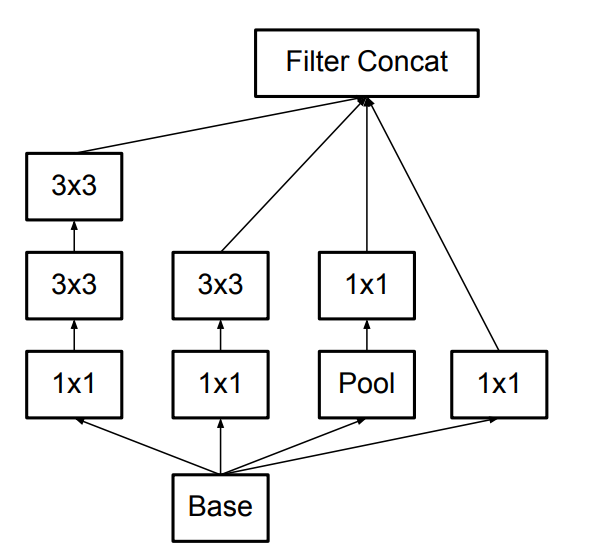 Filter Concat
3x3
3x3
3x3
1x1
1x1
1x1
Pool
1x1
Base